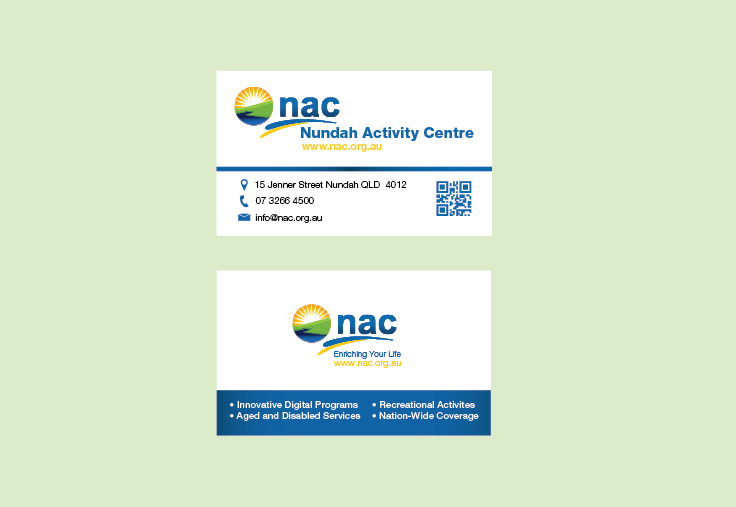 nac
Nundah Activity Centre
www.nac.org.au
15 Jenner Street Nundah QLD 4012
07 3266 4500
info@nac.org.au
nac
Enriching Your Life
www.nac.org.au
• Innovative Digital Programs
• Aged and Disabled Services
• Recreational Activites
• Nation-Wide Coverage